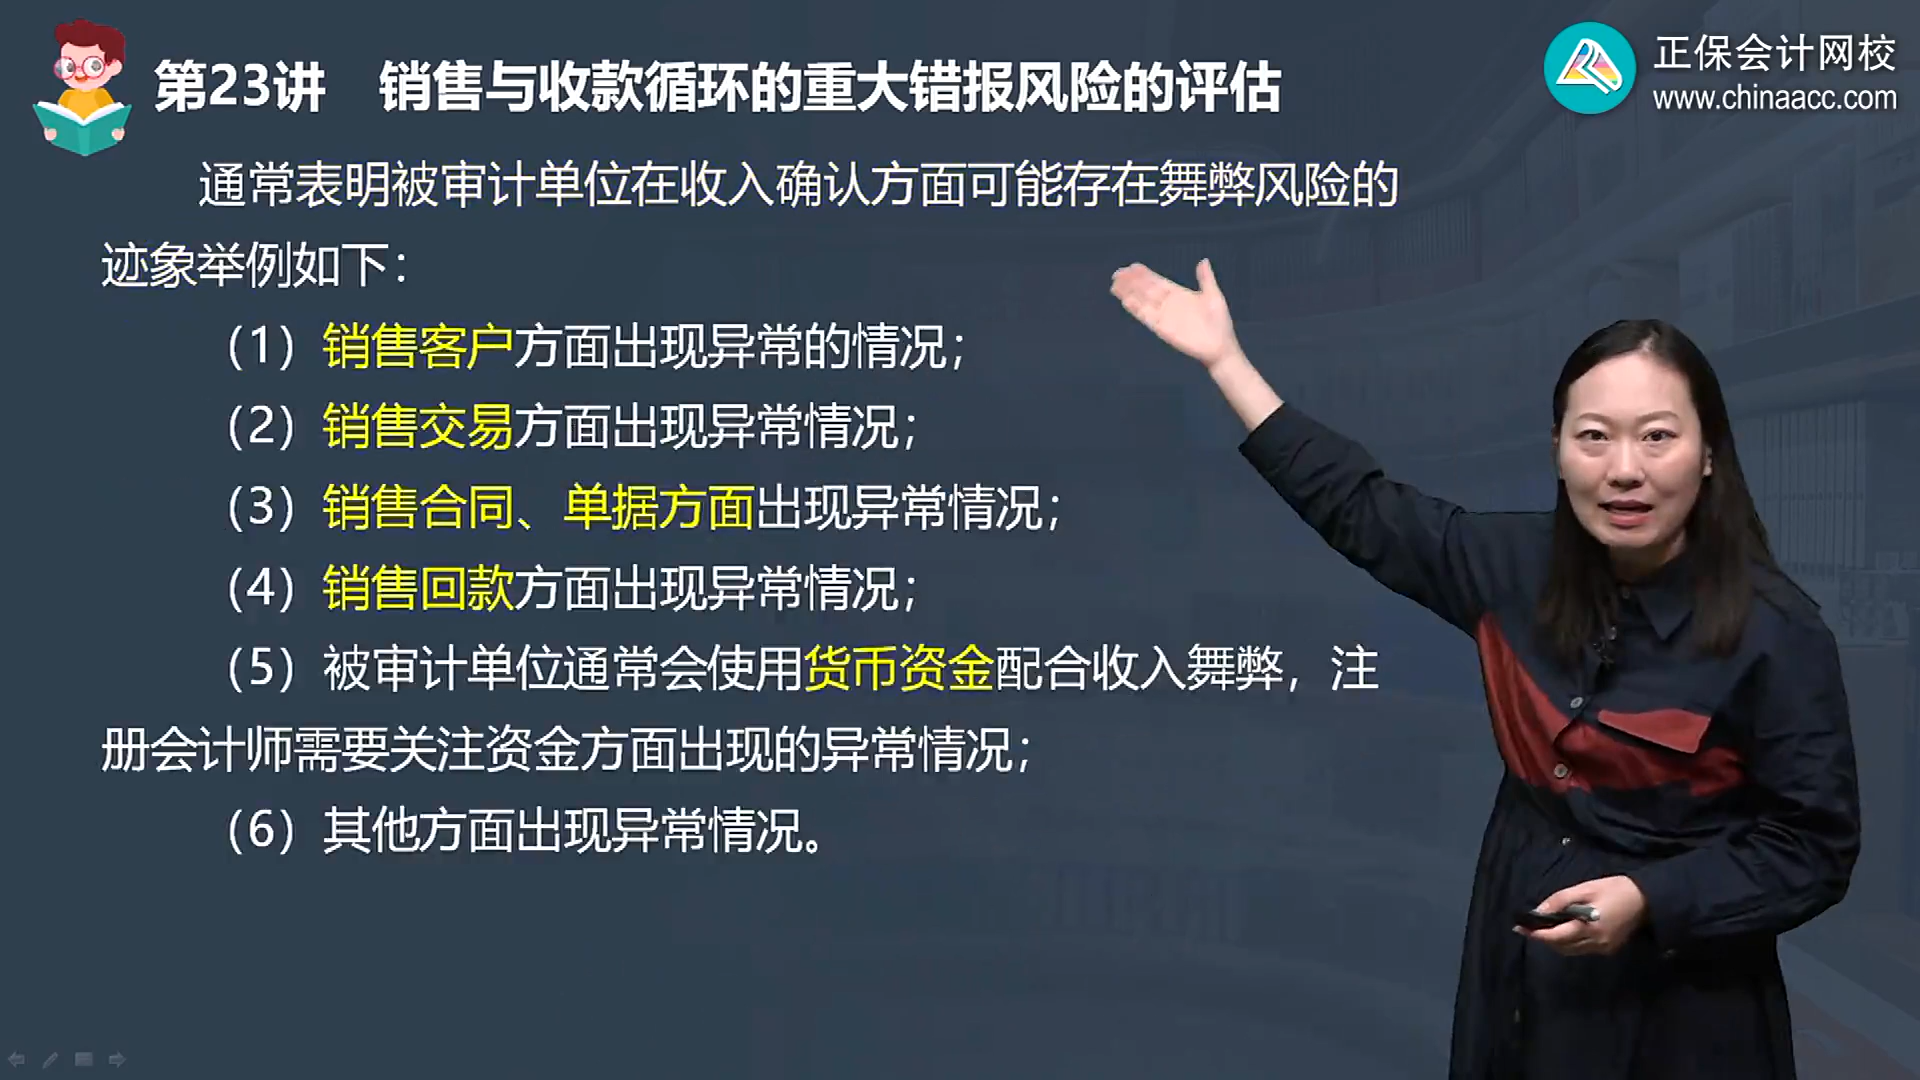 第23讲 销售与收款循环的重大错报风险的评估
正保会计网校
www.chinaacc.com
通常表明被审计单位在收入确认方面可能存在舞弊风险的
迹象举例如下：
（1）销售客户方面出现异常的情况；
（2）销售交易方面出现异常情况；
（3）销售合同、单据方面出现异常情况；
（4）销售回款方面出现异常情况；
（5）被审计单位通常会使用货币资金配合收入舞弊，注
册会计师需要关注资金方面出现的异常情况；
（6）其他方面出现异常情况。